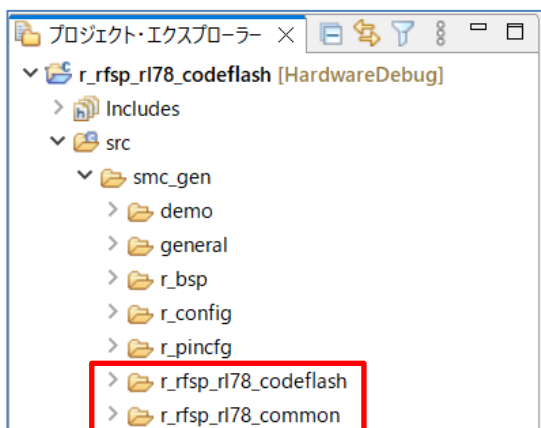 プロジェクト・エクスプローラー
r_rfsp_rl78_codeflash [HardwareDebug]
Includes
src
smc_gen
demo
general
r_bsp
r_config
r_pincfg
r_rfsp_rl78_codeflash
r_rfsp_rl78_common